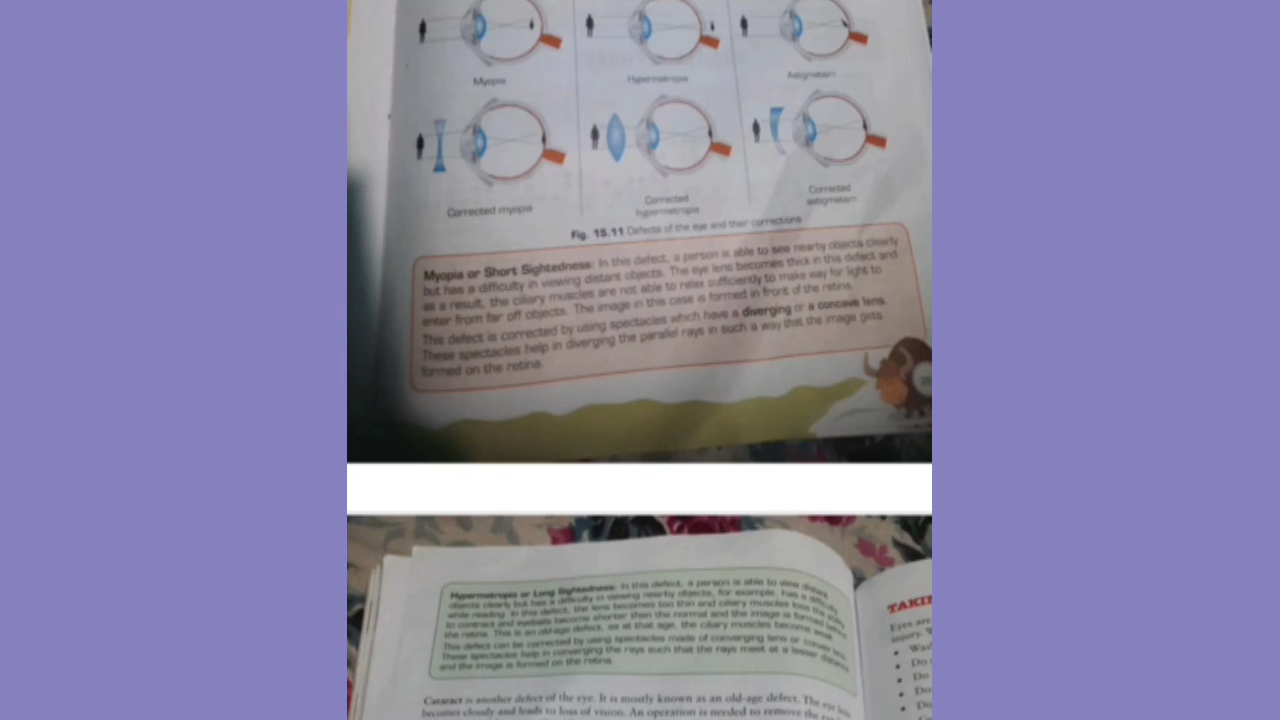 Myopia
Hypermetropia
Astigmatism
Corrected myopia
Corrected
hypermetropia
Corrected
astigmatism
Fig. 15.11 Defects of the eye and their corrections
Myopia or Short Sightedness: In this defect, a person is able to see nearby objects clearly
but has a difficulty in viewing distant objects. The eye lens becomes thick in this defect and
as a result, the ciliary muscles are not able to relax sufficiently to make way for light to
enter from far off objects. The image in this case is formed in front of the retina.
This defect is corrected by using spectacles which have a diverging or a concave lens.
These spectacles help in diverging the parallel rays in such a way that the image gets
formed on the retina.
Hypermetropia or Long Sightedness: In this defect, a person is able to view distant
objects clearly but has a difficulty in viewing nearby objects, for example, has a difficulty
while reading. In this defect, the lens becomes too thin and ciliary muscles lose the ability
to contract and eyeballs become shorter than the normal and the image is formed behind
the retina. This is an old-age defect, as at that age, the ciliary muscles become weak.
This defect can be corrected by using spectacles made of converging lens or convex lens.
These spectacles help in converging the rays such that the rays meet at a lesser distance
and the image is formed on the retina.
Cataract is another defect of the eye. It is mostly known as an old-age defect. The eye lens
becomes cloudy and leads to loss of vision. An operation is needed to remove the
TAKIN
Eyes are
injury.
• Was
• Do
• Do
• Do
• Do